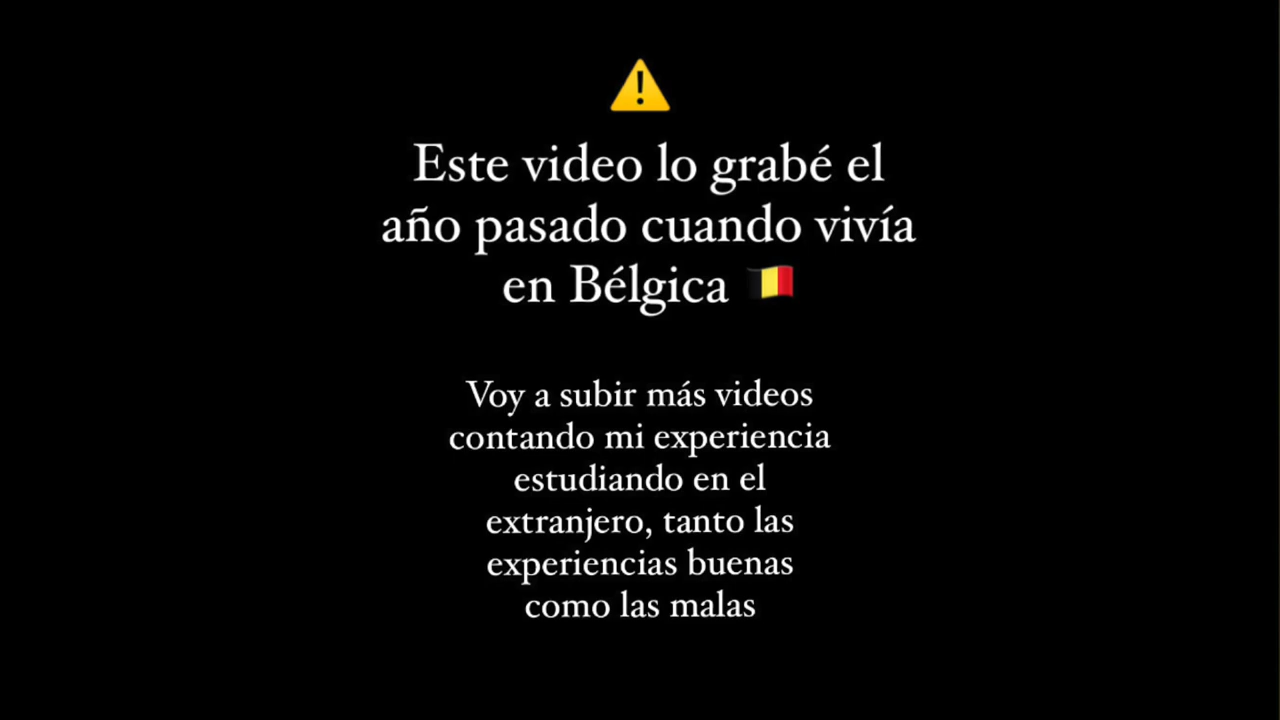 Este video lo grabé el
año pasado cuando vivía
en Bélgica 🇧🇪
Voy a subir más videos
contando mi experiencia
estudiando en el
extranjero, tanto las
experiencias buenas
como las malas